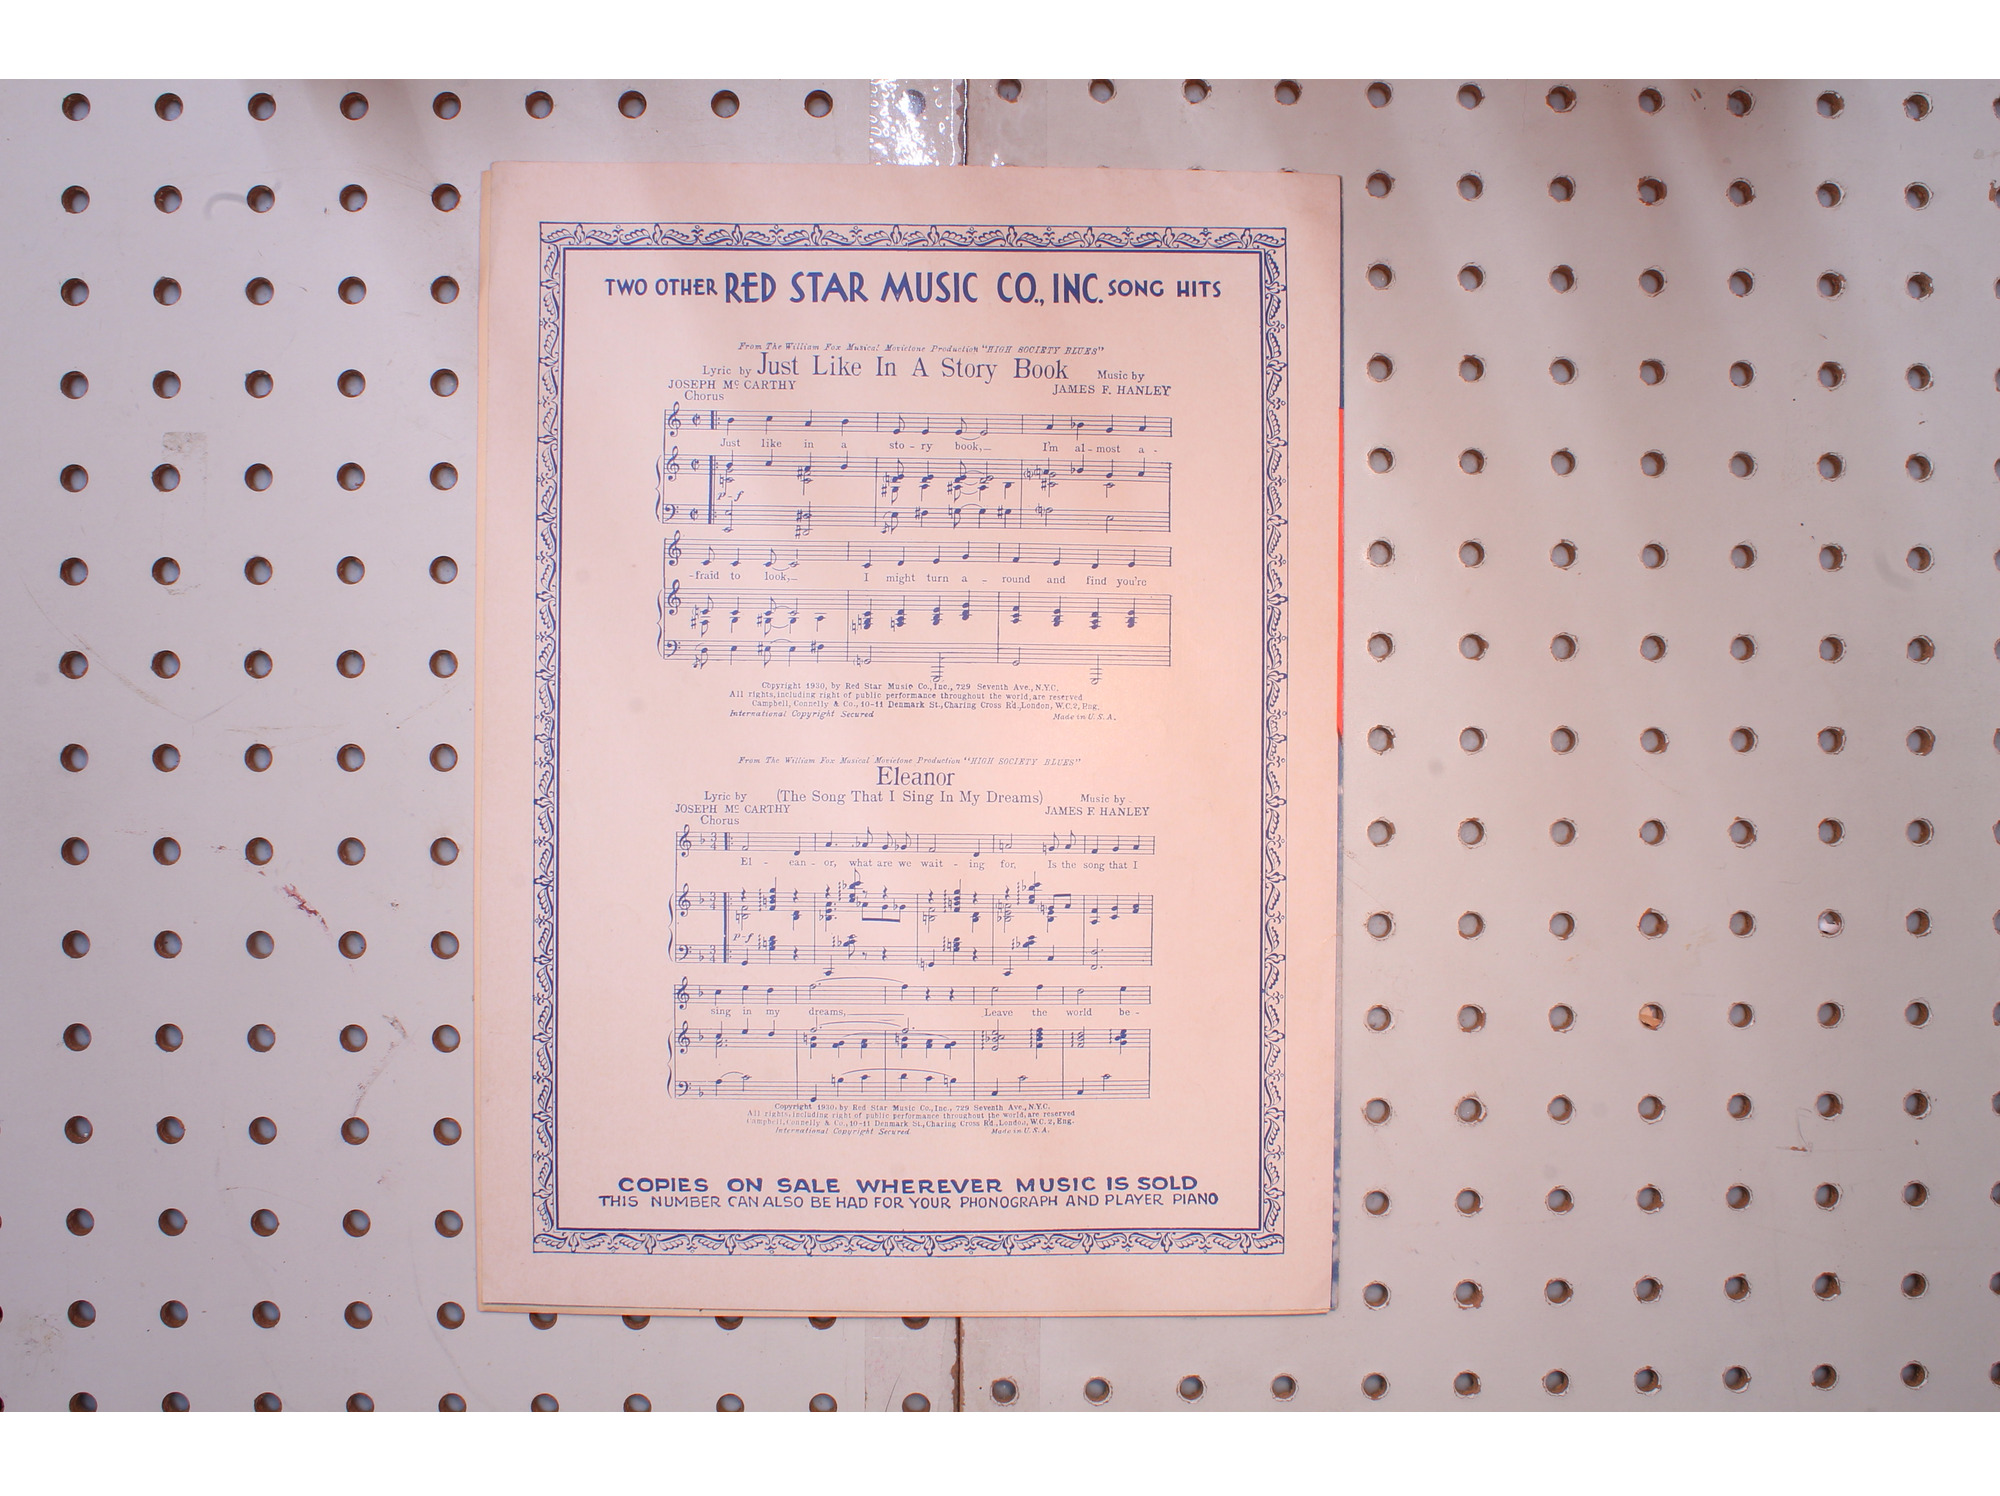 TWO OTHER RED STAR MUSIC CO., INC. SONG HITS
From The William Fox Musical Movietone Production "HIGH SOCIETY BLUES"
Just Like In A Story Book
Lyric by
JOSEPH Mc CARTHY
Music by
JAMES F. HANLEY
Chorus
Just like in a sto - ry book,— I'm al - most a -
p - f
-fraid to look,— I might turn a - round and find you're
Copyright 1930, by Red Star Music Co., Inc., 729 Seventh Ave., N.Y.C.
All rights, including right of public performance throughout the world, are reserved
Campbell, Connelly & Co., 10-11 Denmark St., Charing Cross Rd., London, W.C.2, Eng.
International Copyright Secured Made in U.S.A.
From The William Fox Musical Movietone Production "HIGH SOCIETY BLUES"
Eleanor
(The Song That I Sing In My Dreams)
Lyric by
JOSEPH Mc CARTHY
Music by
JAMES F. HANLEY
Chorus
El - ean - or, what are we wait - ing for, Is the song that I
p - f
sing in my dreams, Leave the world be -
Copyright 1930, by Red Star Music Co., Inc., 729 Seventh Ave., N.Y.C.
All rights, including right of public performance throughout the world, are reserved
Campbell, Connelly & Co., 10-11 Denmark St., Charing Cross Rd., London, W.C.2, Eng.
International Copyright Secured Made in U.S.A.
COPIES ON SALE WHEREVER MUSIC IS SOLD
THIS NUMBER CAN ALSO BE HAD FOR YOUR PHONOGRAPH AND PLAYER PIANO